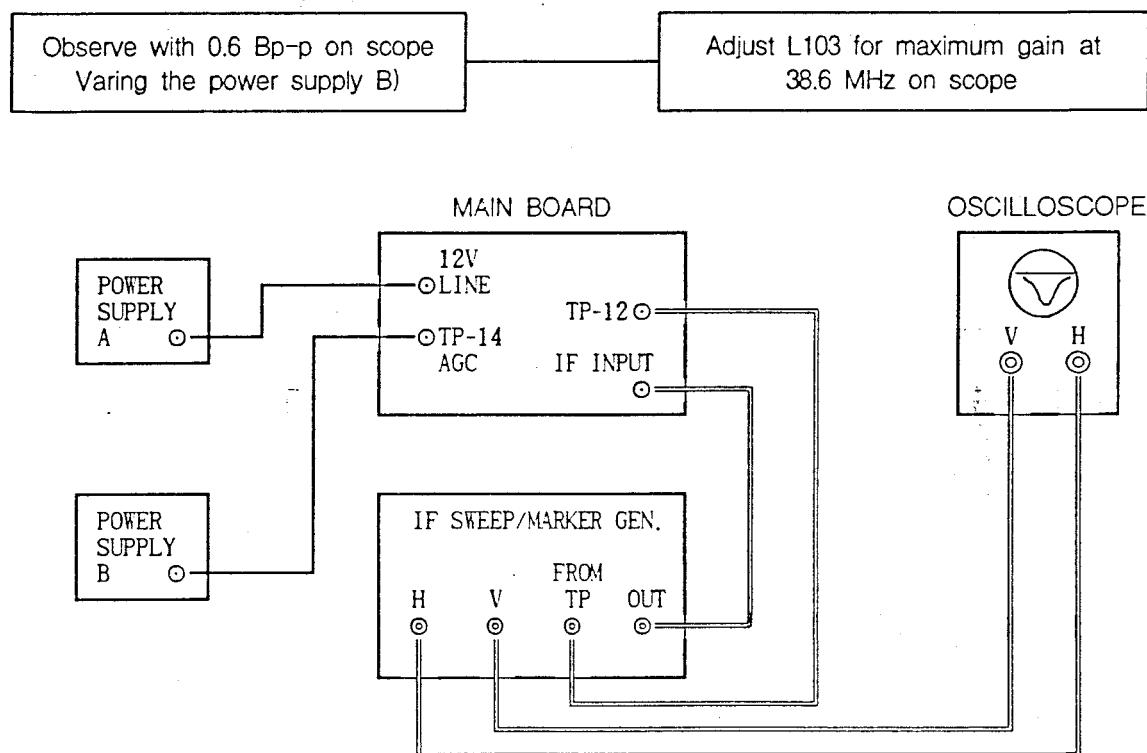 Observe with 0.6 Bp-p on scope
Varing the power supply B)
Adjust L103 for maximum gain at
38.6 MHz on scope
MAIN BOARD
OSCILLOSCOPE
POWER
SUPPLY
A
12V
LINE
TP-14
AGC
TP-12
IF INPUT
V H
POWER
SUPPLY
B
IF SWEEP/MARKER GEN.
H V FROM
TP OUT